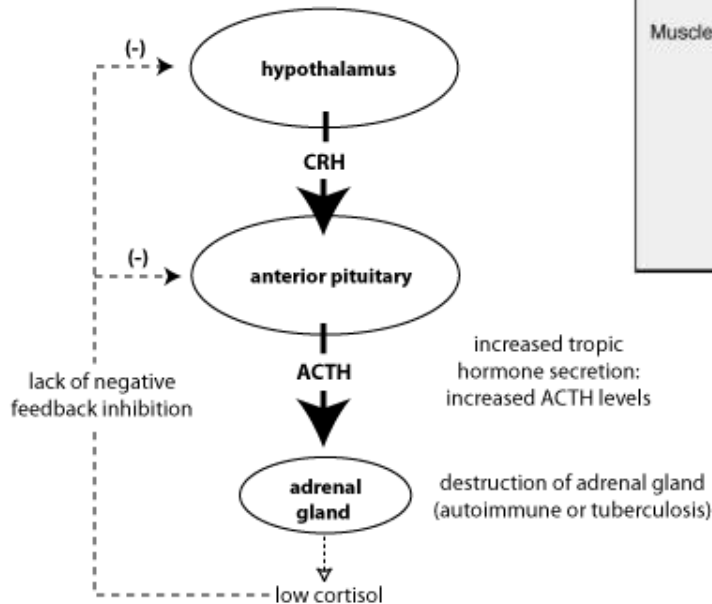 Muscle
(-)
hypothalamus
CRH
(-)
anterior pituitary
lack of negative
feedback inhibition
ACTH
increased tropic
hormone secretion:
increased ACTH levels
adrenal
gland
destruction of adrenal gland
(autoimmune or tuberculosis)
low cortisol